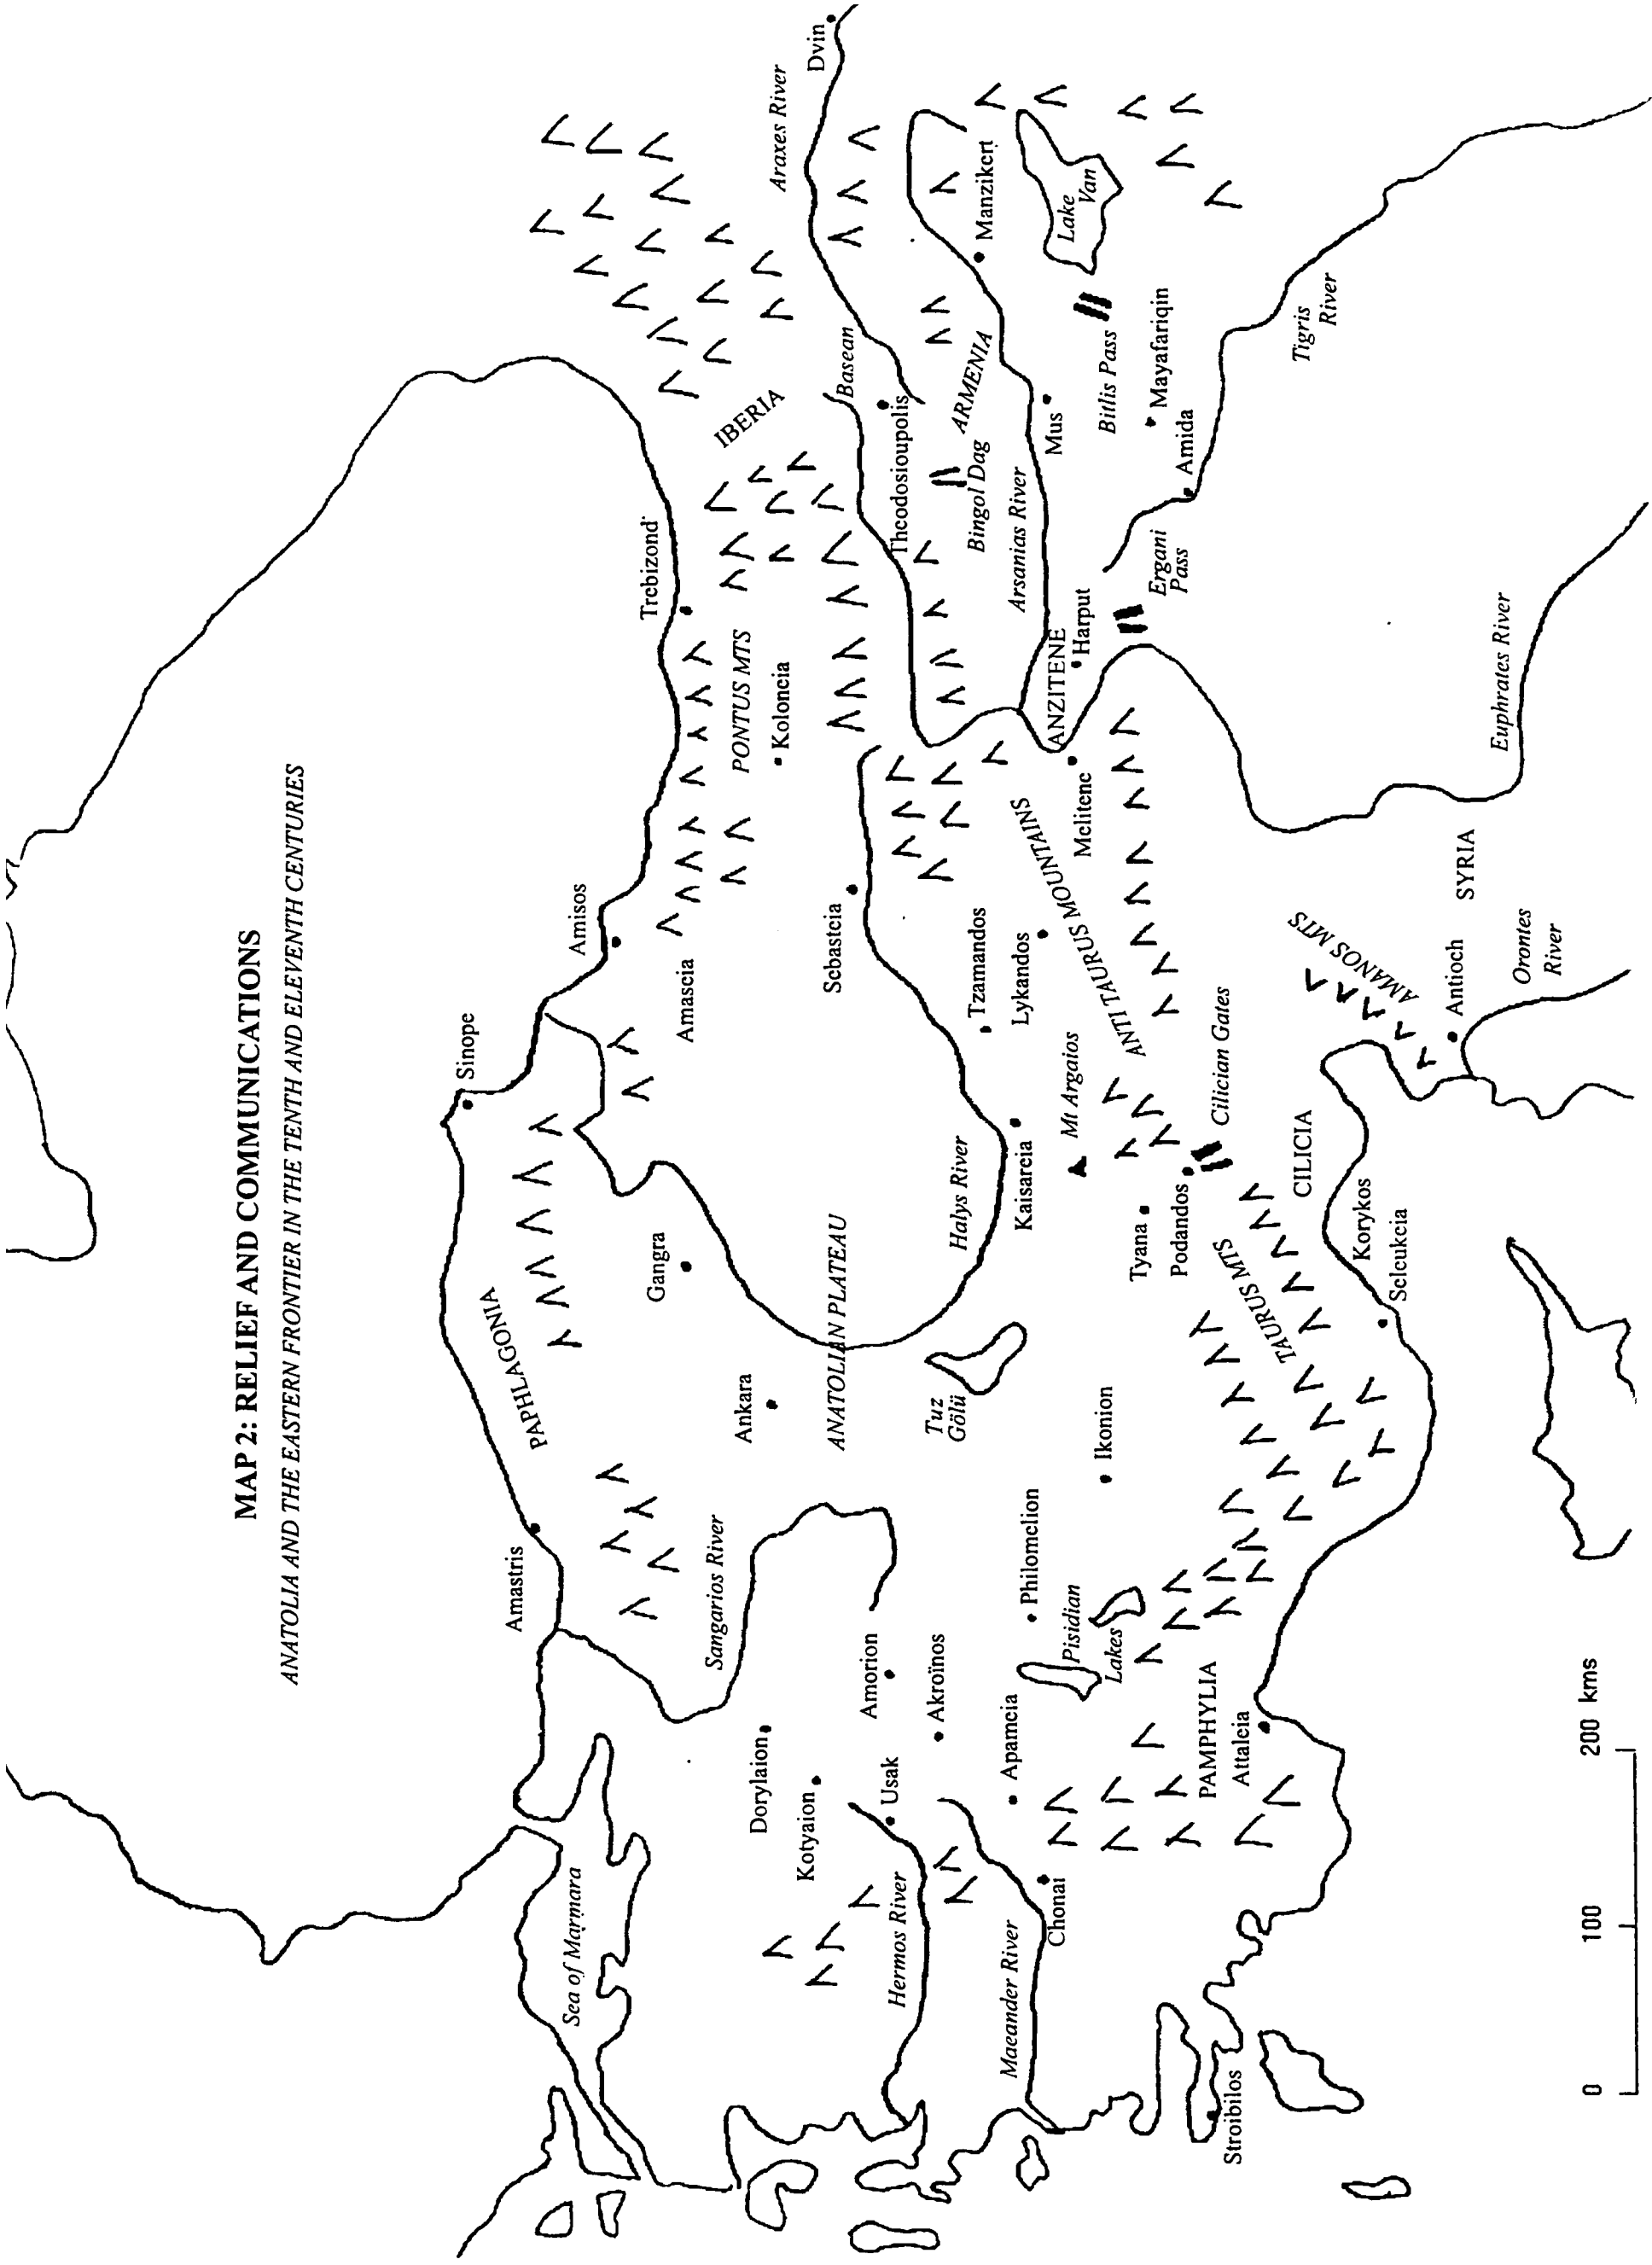 MAP 2: RELIEF AND COMMUNICATIONS
ANATOLIA AND THE EASTERN FRONTIER IN THE TENTH AND ELEVENTH CENTURIES
Sinope
Amastris
PAPHLAGONIA
Amisos
Trebizond
Sea of Marmara
Sangarios River
Gangra
Amaseia
PONTUS MTS
Koloneia
IBERIA
Araxes River
Dvin
Dorylaion
Kotyaion
Ankara
ANATOLIAN PLATEAU
Sebasteia
Basean
Theodosioupolis
Hermos River
Usak
Amorion
Akroïnos
Tuz
Gölü
Halys River
Tzamandos
Lykandos
ARMENIA
Bingol Dag
Arsanias River
Manzikert
Maeander River
Chonai
Apameia
Philomelion
Pisidian
Lakes
Ikonion
Kaisareia
Mt Argaios
ANTI TAURUS MOUNTAINS
Melitene
ANZITENE
Harput
Mus
Lake
Van
Bitlis Pass
Mayafariqin
Amida
Ergani
Pass
Tyana
Podandos
Cilician Gates
Stroibilos
PAMPHYLIA
Attaleia
TAURUS MTS
CILICIA
Korykos
Seleukeia
AMANOS MTS
Antioch
SYRIA
Orontes
River
Euphrates River
Tigris
River
0 100 200 kms